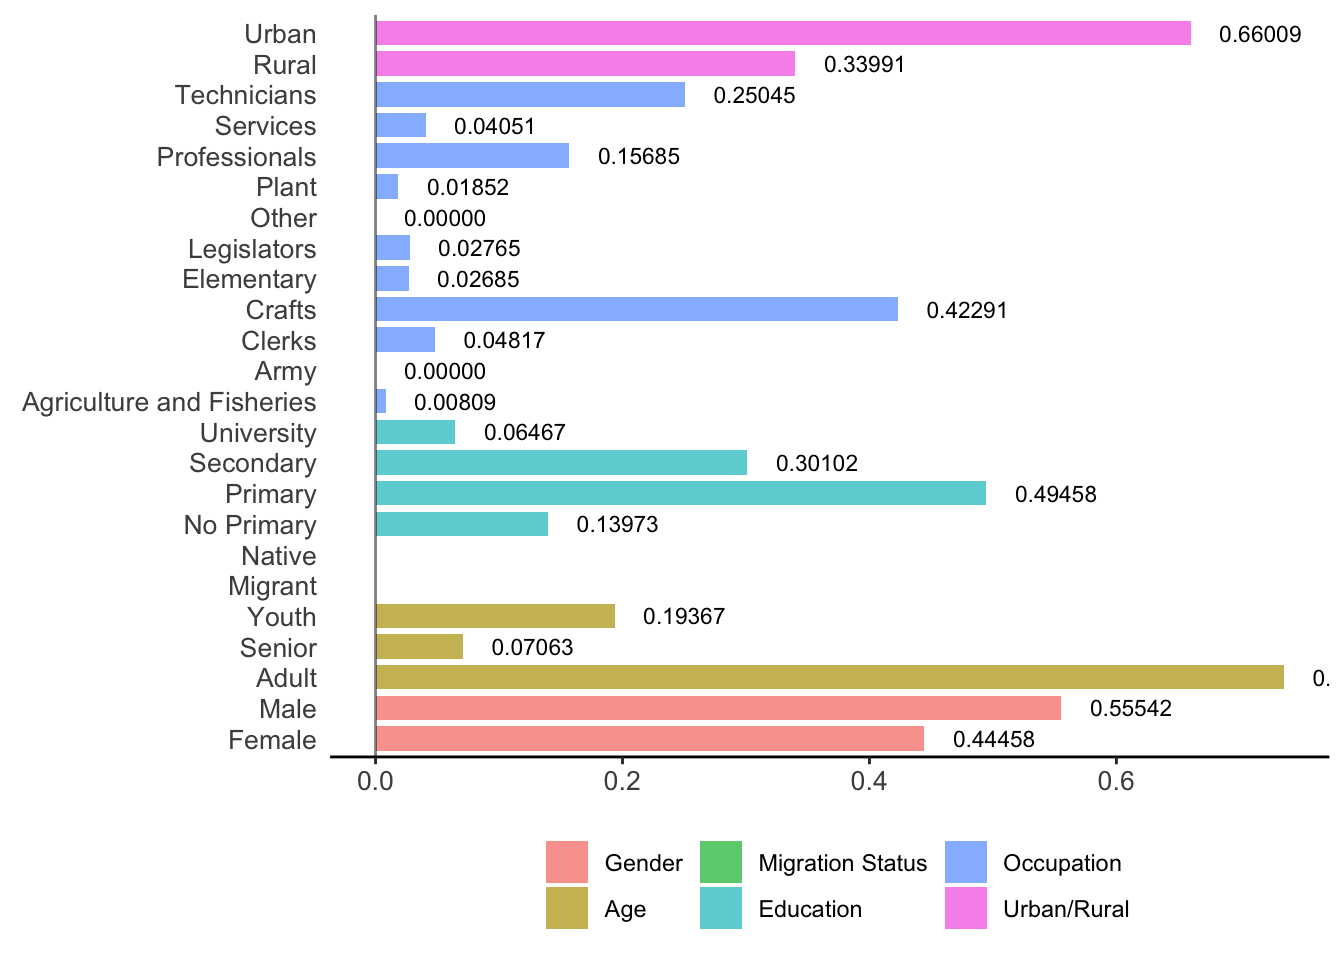 Urban 0.66009
Rural 0.33991
Technicians 0.25045
Services 0.04051
Professionals 0.15685
Plant 0.01852
Other 0.00000
Legislators 0.02765
Elementary 0.02685
Crafts 0.42291
Clerks 0.04817
Army 0.00000
Agriculture and Fisheries 0.00809
University 0.06467
Secondary 0.30102
Primary 0.49458
No Primary 0.13973
Native
Migrant
Youth 0.19367
Senior 0.07063
Adult 0.
Male 0.55542
Female 0.44458
0.0 0.2 0.4 0.6
Gender Migration Status Occupation
Age Education Urban/Rural